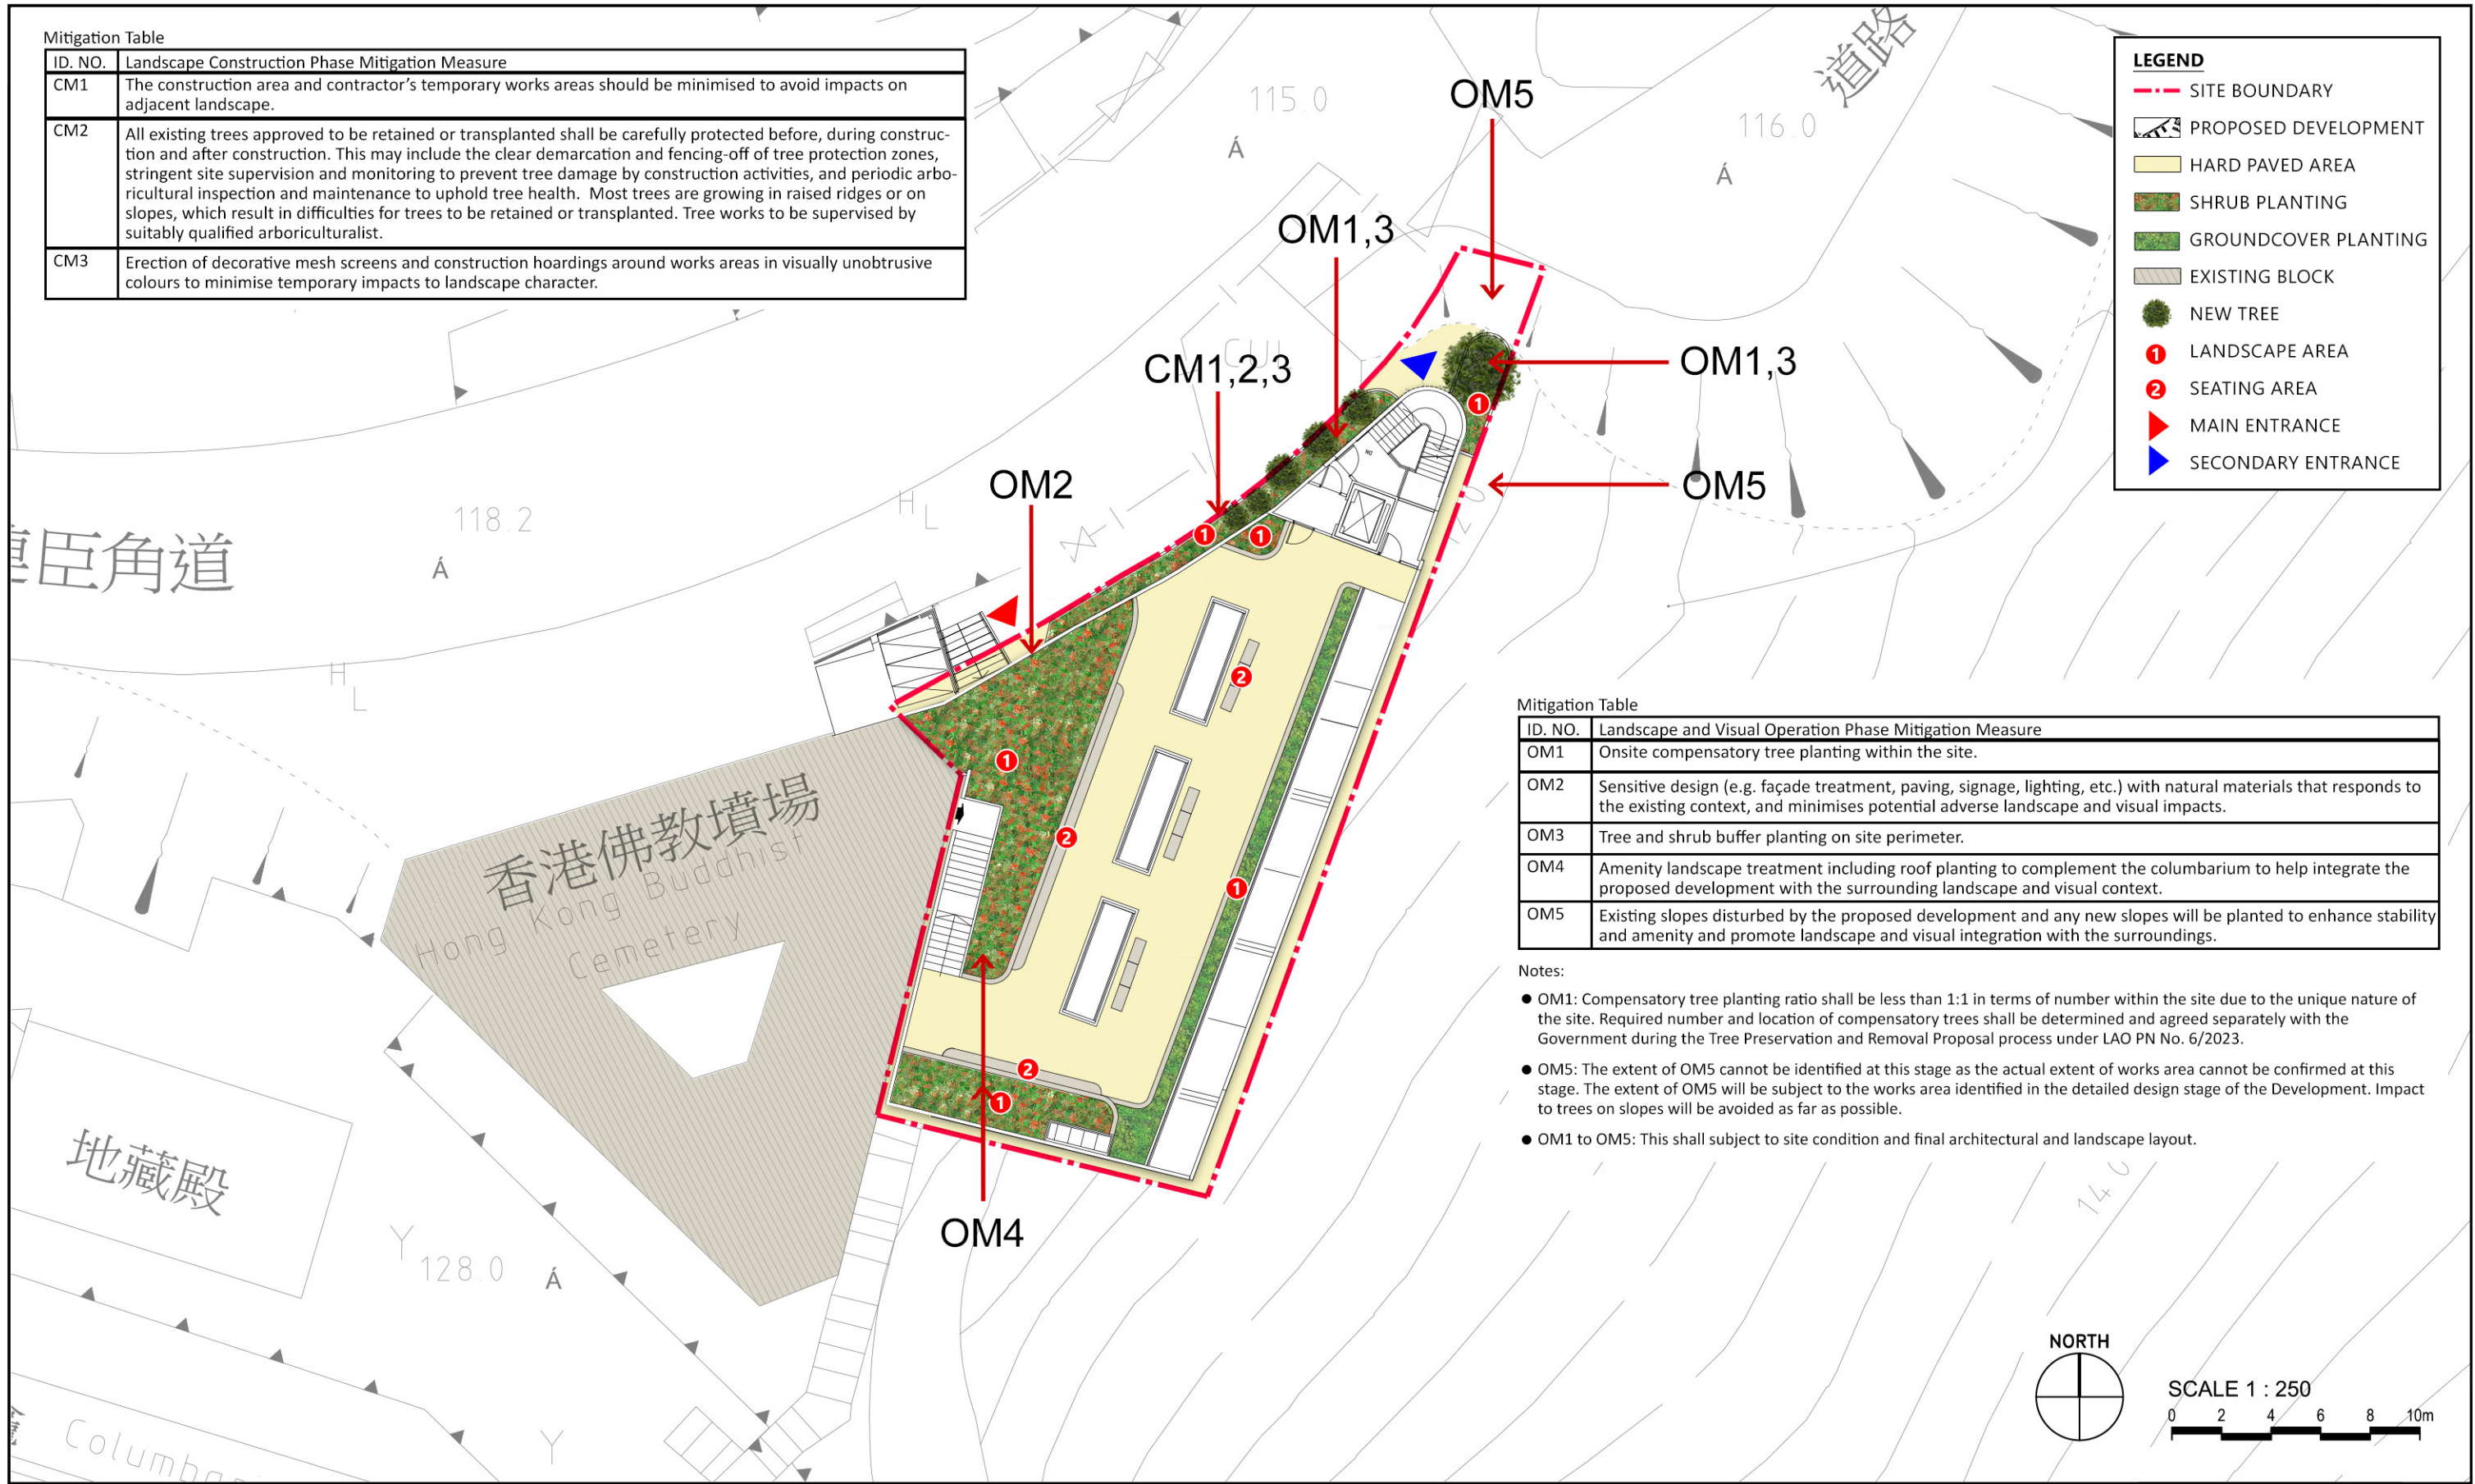 Mitigation Table
ID. NO. Landscape Construction Phase Mitigation Measure
CM1 The construction area and contractor’s temporary works areas should be minimised to avoid impacts on
adjacent landscape.
CM2 All existing trees approved to be retained or transplanted shall be carefully protected before, during construc-
tion and after construction. This may include the clear demarcation and fencing-off of tree protection zones,
stringent site supervision and monitoring to prevent tree damage by construction activities, and periodic arbo-
ricultural inspection and maintenance to uphold tree health. Most trees are growing in raised ridges or on
slopes, which result in difficulties for trees to be retained or transplanted. Tree works to be supervised by
suitably qualified arboriculturalist.
CM3 Erection of decorative mesh screens and construction hoardings around works areas in visually unobtrusive
colours to minimise temporary impacts to landscape character.
LEGEND
SITE BOUNDARY
PROPOSED DEVELOPMENT
HARD PAVED AREA
SHRUB PLANTING
GROUNDCOVER PLANTING
EXISTING BLOCK
NEW TREE
1 LANDSCAPE AREA
2 SEATING AREA
MAIN ENTRANCE
SECONDARY ENTRANCE
道路
115.0
Á
116.0
Á
OM5
OM1,3
CM1,2,3
OM1,3
OM2
OM5
1
1
1
118.2
Á
臣角道
H
L
H
L
2
1
2
1
2
1
香港佛教墳場
Hong Kong Buddhist
Cemetery
OM4
地藏殿
128.0
Á
Mitigation Table
ID. NO. Landscape and Visual Operation Phase Mitigation Measure
OM1 Onsite compensatory tree planting within the site.
OM2 Sensitive design (e.g. façade treatment, paving, signage, lighting, etc.) with natural materials that responds to
the existing context, and minimises potential adverse landscape and visual impacts.
OM3 Tree and shrub buffer planting on site perimeter.
OM4 Amenity landscape treatment including roof planting to complement the columbarium to help integrate the
proposed development with the surrounding landscape and visual context.
OM5 Existing slopes disturbed by the proposed development and any new slopes will be planted to enhance stability
and amenity and promote landscape and visual integration with the surroundings.
Notes:
● OM1: Compensatory tree planting ratio shall be less than 1:1 in terms of number within the site due to the unique nature of
the site. Required number and location of compensatory trees shall be determined and agreed separately with the
Government during the Tree Preservation and Removal Proposal process under LAO PN No. 6/2023.
● OM5: The extent of OM5 cannot be identified at this stage as the actual extent of works area cannot be confirmed at this
stage. The extent of OM5 will be subject to the works area identified in the detailed design stage of the Development. Impact
to trees on slopes will be avoided as far as possible.
● OM1 to OM5: This shall subject to site condition and final architectural and landscape layout.
NORTH
SCALE 1 : 250
0 2 4 6 8 10m